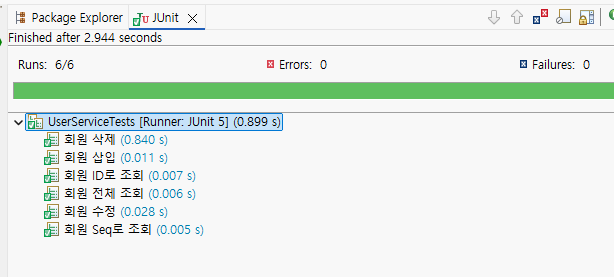 Package Explorer JUnit
Finished after 2.944 seconds
Runs: 6/6 Errors: 0 Failures: 0
UserServiceTests [Runner: JUnit 5] (0.899 s)
회원 삭제 (0.840 s)
회원 삽입 (0.011 s)
회원 ID로 조회 (0.007 s)
회원 전체 조회 (0.006 s)
회원 수정 (0.028 s)
회원 Seq로 조회 (0.005 s)